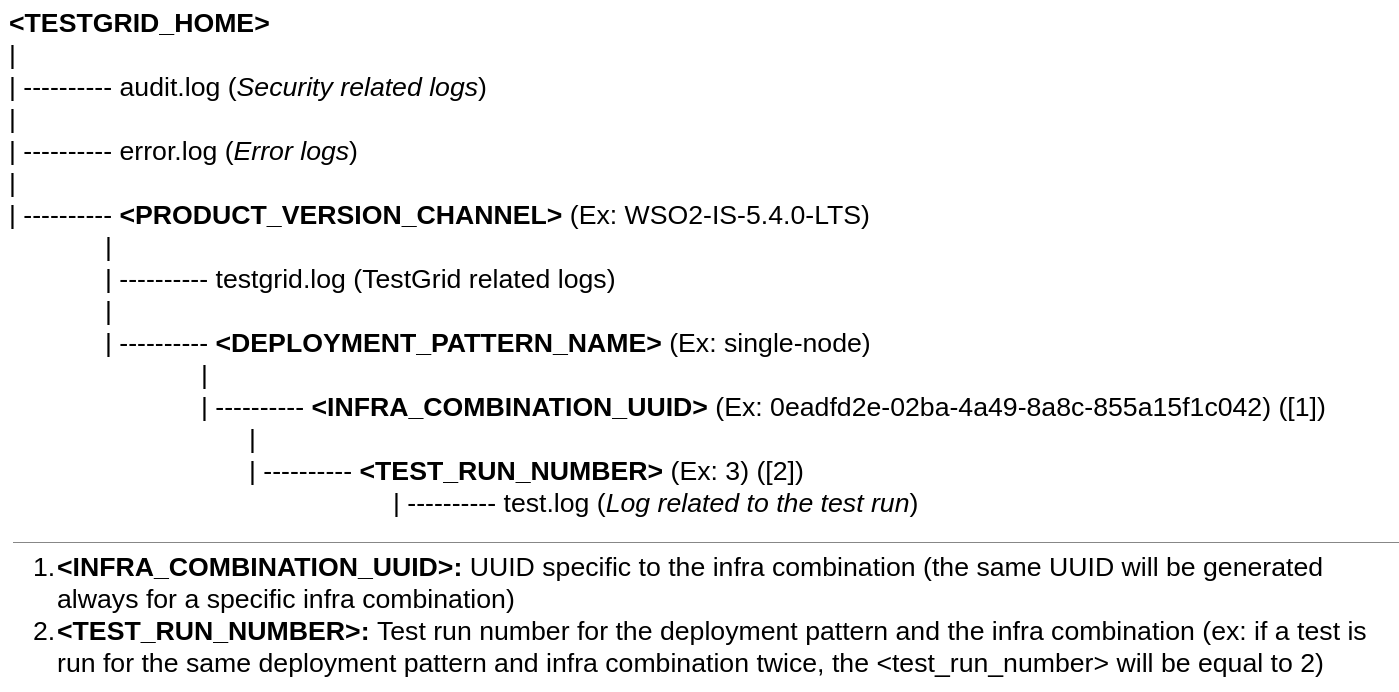 <TESTGRID_HOME>
|
| ---------- audit.log (Security related logs)
|
| ---------- error.log (Error logs)
|
| ---------- <PRODUCT_VERSION_CHANNEL> (Ex: WSO2-IS-5.4.0-LTS)
|
| ---------- testgrid.log (TestGrid related logs)
|
| ---------- <DEPLOYMENT_PATTERN_NAME> (Ex: single-node)
|
| ---------- <INFRA_COMBINATION_UUID> (Ex: 0eadfd2e-02ba-4a49-8a8c-855a15f1c042) ([1])
|
| ---------- <TEST_RUN_NUMBER> (Ex: 3) ([2])
| ---------- test.log (Log related to the test run)
1. <INFRA_COMBINATION_UUID>: UUID specific to the infra combination (the same UUID will be generated
always for a specific infra combination)
2. <TEST_RUN_NUMBER>: Test run number for the deployment pattern and the infra combination (ex: if a test is
run for the same deployment pattern and infra combination twice, the <test_run_number> will be equal to 2)